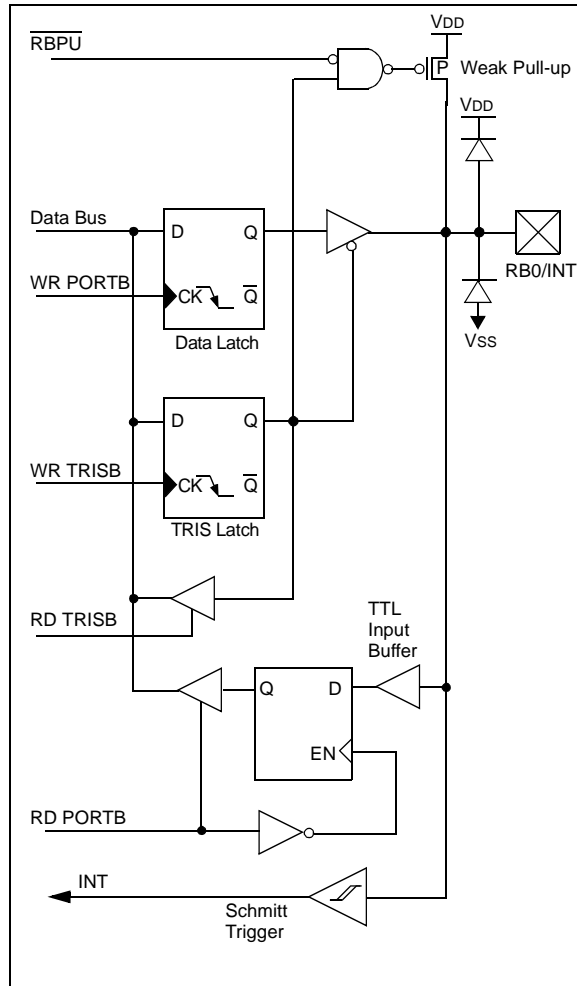 VDD
RBPU
P
Weak Pull-up
VDD
Data Bus
D
Q
WR PORTB
CK
Q
RB0/INT
Data Latch
VSS
D
Q
WR TRISB
CK
Q
TRIS Latch
TTL
Input
Buffer
RD TRISB
Q
D
EN
RD PORTB
INT
Schmitt
Trigger